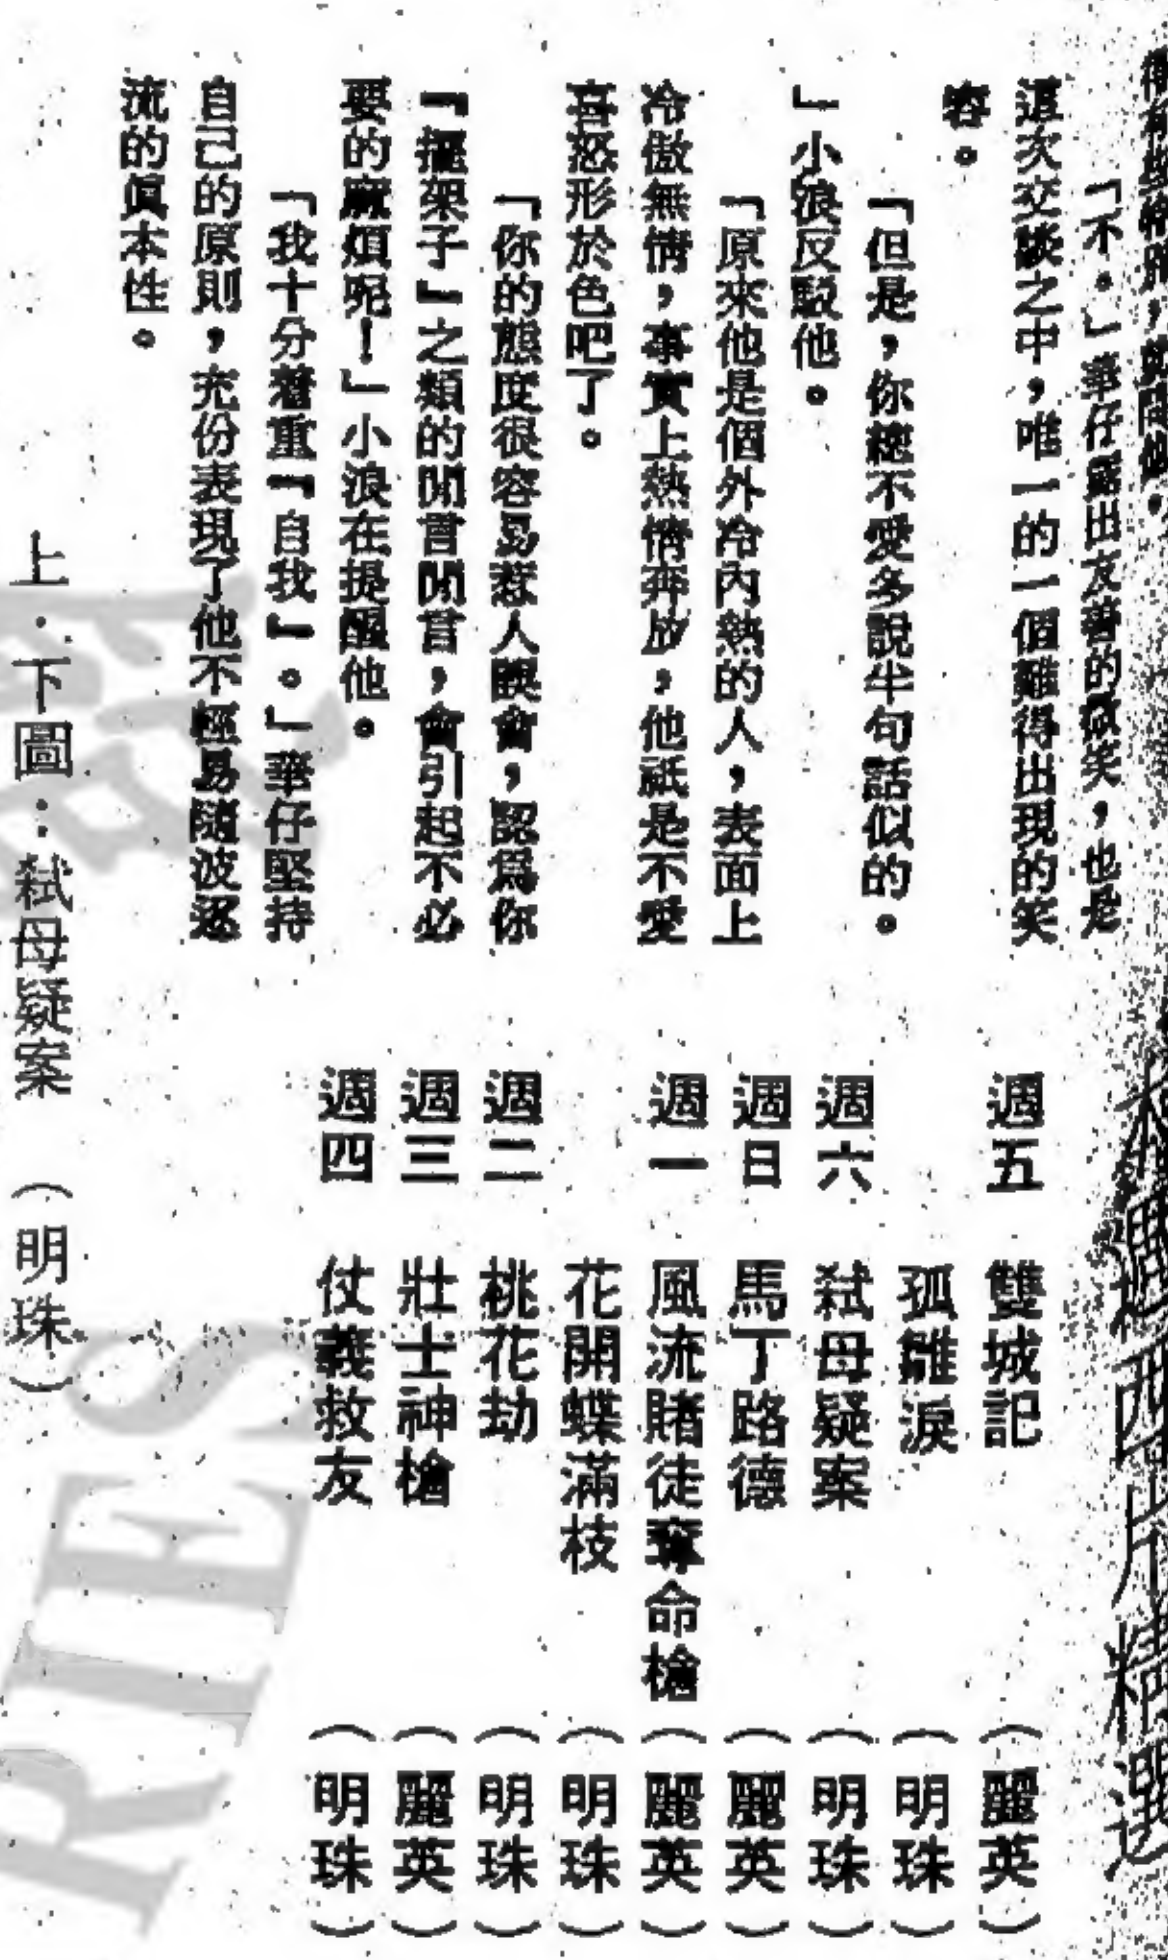 「不。」華仔露出友善的微笑,也是
這次交談之中,唯一的一個難得出現的笑
容。
「但是,你總不愛多說半句話似的。
」小浪反駁他。
「原來他是個外冷內熱的人,表面上
冷傲無情,事實上熱情奔放,他祗是不愛
喜怒形於色吧了。
「你的態度很容易惹人誤會,認爲你
『擺架子』之類的閒言閒言,會引起不必
要的麻煩呢!」小浪在提醒他。
「我十分着重『自我』。」華仔堅持
自己的原則,充份表現了他不輕易隨波逐
流的眞本性。
上.下圖:弒母疑案 (明珠)
週西片精選
週五 雙城記 (麗英)
孤雛淚 (明珠)
週六 弒母疑案 (明珠)
週日 馬丁路德 (麗英)
週一 風流賭徒奪命槍 (麗英)
花開蝶滿枝 (明珠)
週二 桃花劫 (明珠)
週三 壯士神槍 (麗英)
週四 仗義救友 (明珠)
RIES